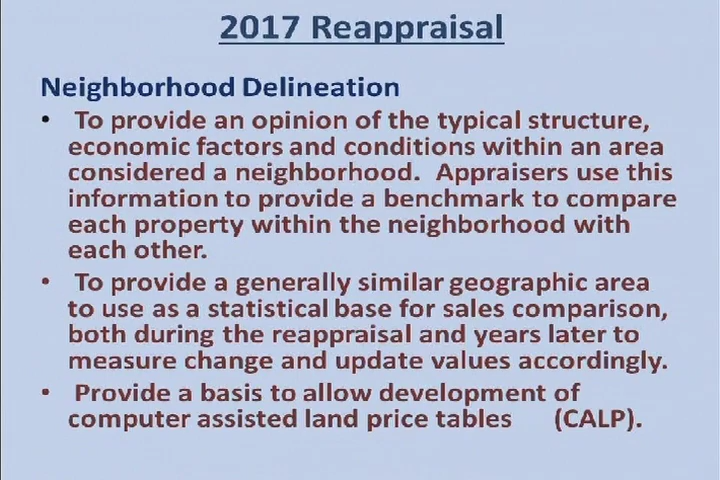 2017 Reappraisal
Neighborhood Delineation
• To provide an opinion of the typical structure,
economic factors and conditions within an area
considered a neighborhood. Appraisers use this
information to provide a benchmark to compare
each property within the neighborhood with
each other.
• To provide a generally similar geographic area
to use as a statistical base for sales comparison,
both during the reappraisal and years later to
measure change and update values accordingly.
• Provide a basis to allow development of
computer assisted land price tables (CALP).